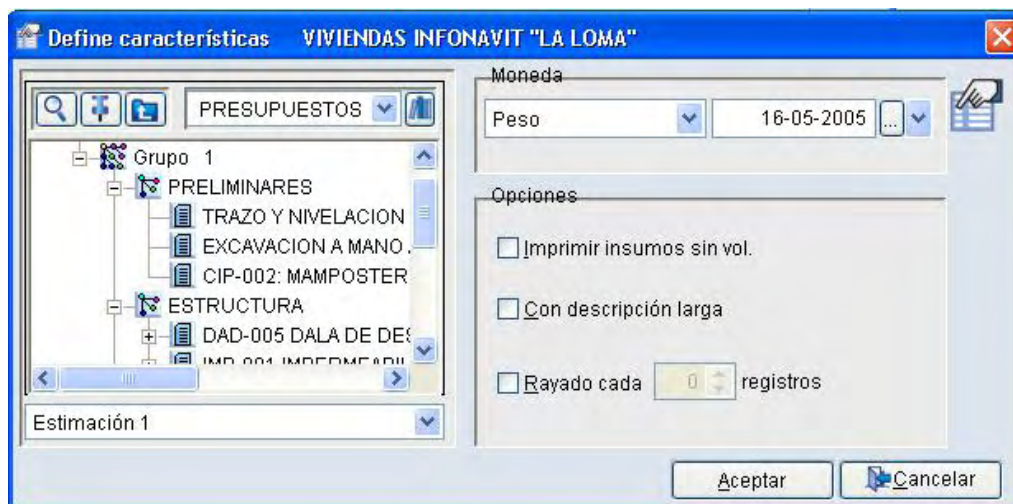 Define características VIVIENDAS INFONAVIT "LA LOMA"
PRESUPUESTOS
Grupo 1
PRELIMINARES
TRAZO Y NIVELACION
EXCAVACION A MANO
CIP-002: MAMPOSTER
ESTRUCTURA
DAD-005 DALA DE DES
Estimación 1
Moneda
Peso
16-05-2005
...
Opciones
Imprimir insumos sin vol.
Con descripción larga
Rayado cada 0 registros
Aceptar
Cancelar